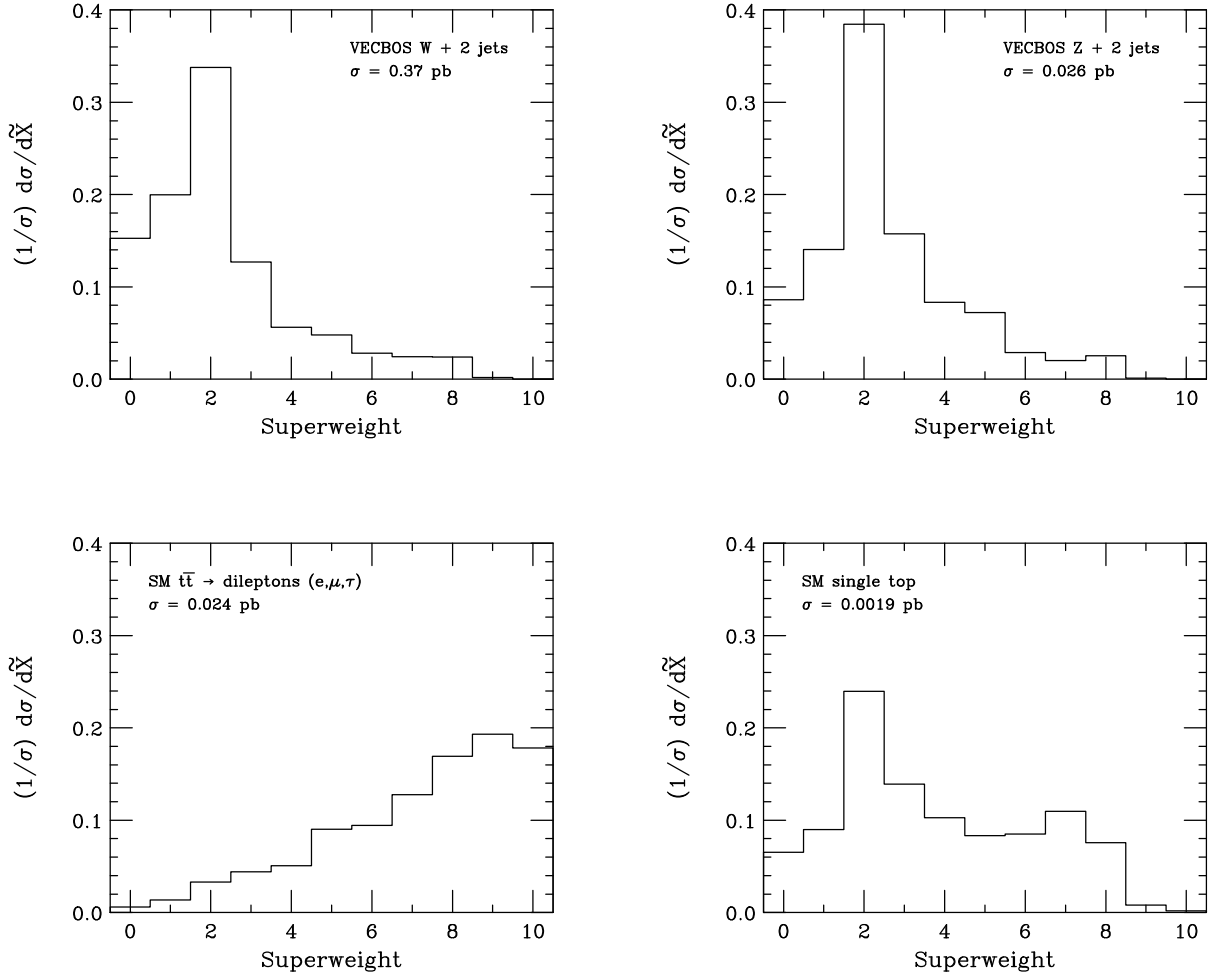 VECBOS W + 2 jets
σ = 0.37 pb
(1/σ) dσ/dX̃
0.4
0.3
0.2
0.1
0.0
0 2 4 6 8 10
Superweight
VECBOS Z + 2 jets
σ = 0.026 pb
(1/σ) dσ/dX̃
0.4
0.3
0.2
0.1
0.0
0 2 4 6 8 10
Superweight
SM tt̅ → dileptons (e,μ,τ)
σ = 0.024 pb
(1/σ) dσ/dX̃
0.4
0.3
0.2
0.1
0.0
0 2 4 6 8 10
Superweight
SM single top
σ = 0.0019 pb
(1/σ) dσ/dX̃
0.4
0.3
0.2
0.1
0.0
0 2 4 6 8 10
Superweight